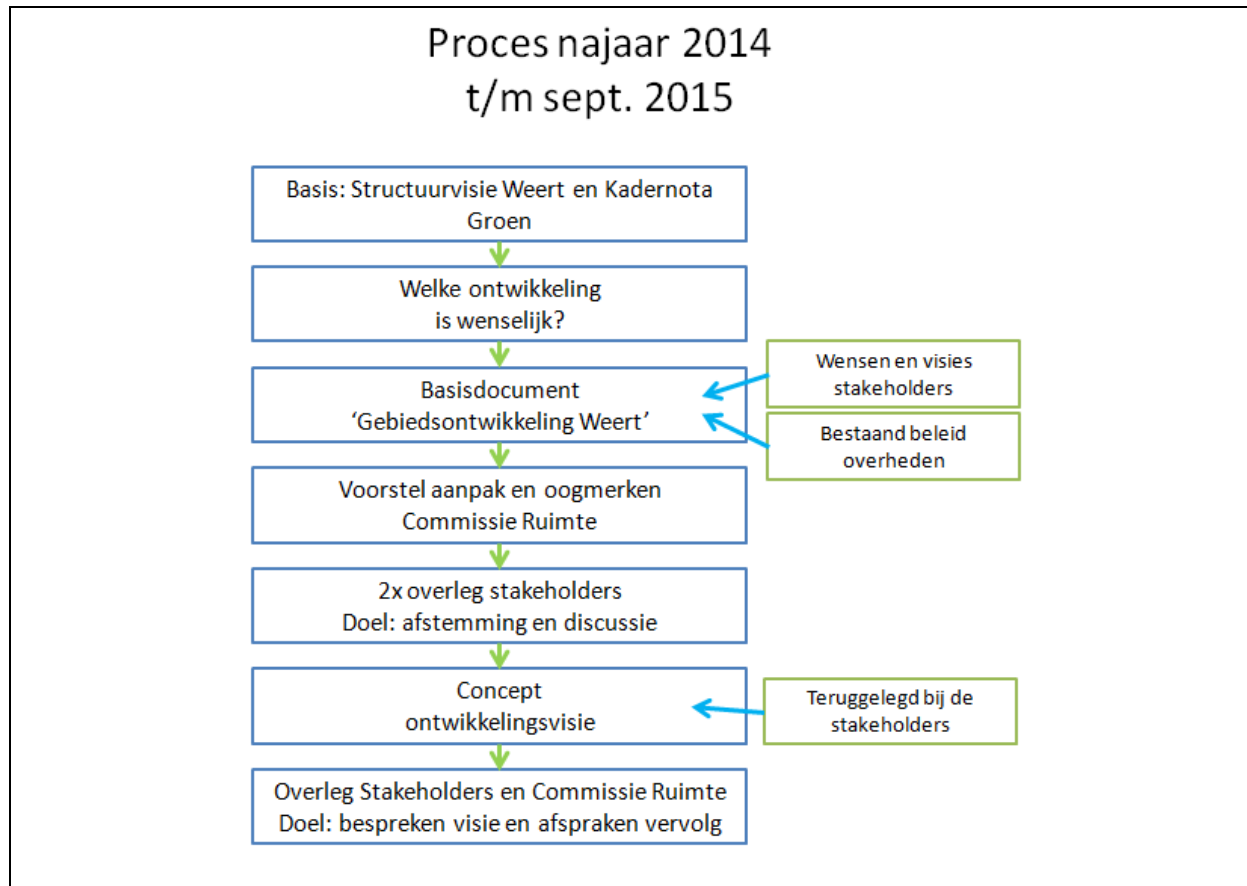 Proces najaar 2014
t/m sept. 2015
Basis: Structuurvisie Weert en Kadernota
Groen
Welke ontwikkeling
is wenselijk?
Basisdocument
‘Gebiedsontwikkeling Weert’
Wensen en visies
stakeholders
Bestaand beleid
overheden
Voorstel aanpak en oogmerken
Commissie Ruimte
2x overleg stakeholders
Doel: afstemming en discussie
Concept
ontwikkelingsvisie
Teruggelegd bij de
stakeholders
Overleg Stakeholders en Commissie Ruimte
Doel: bespreken visie en afspraken vervolg